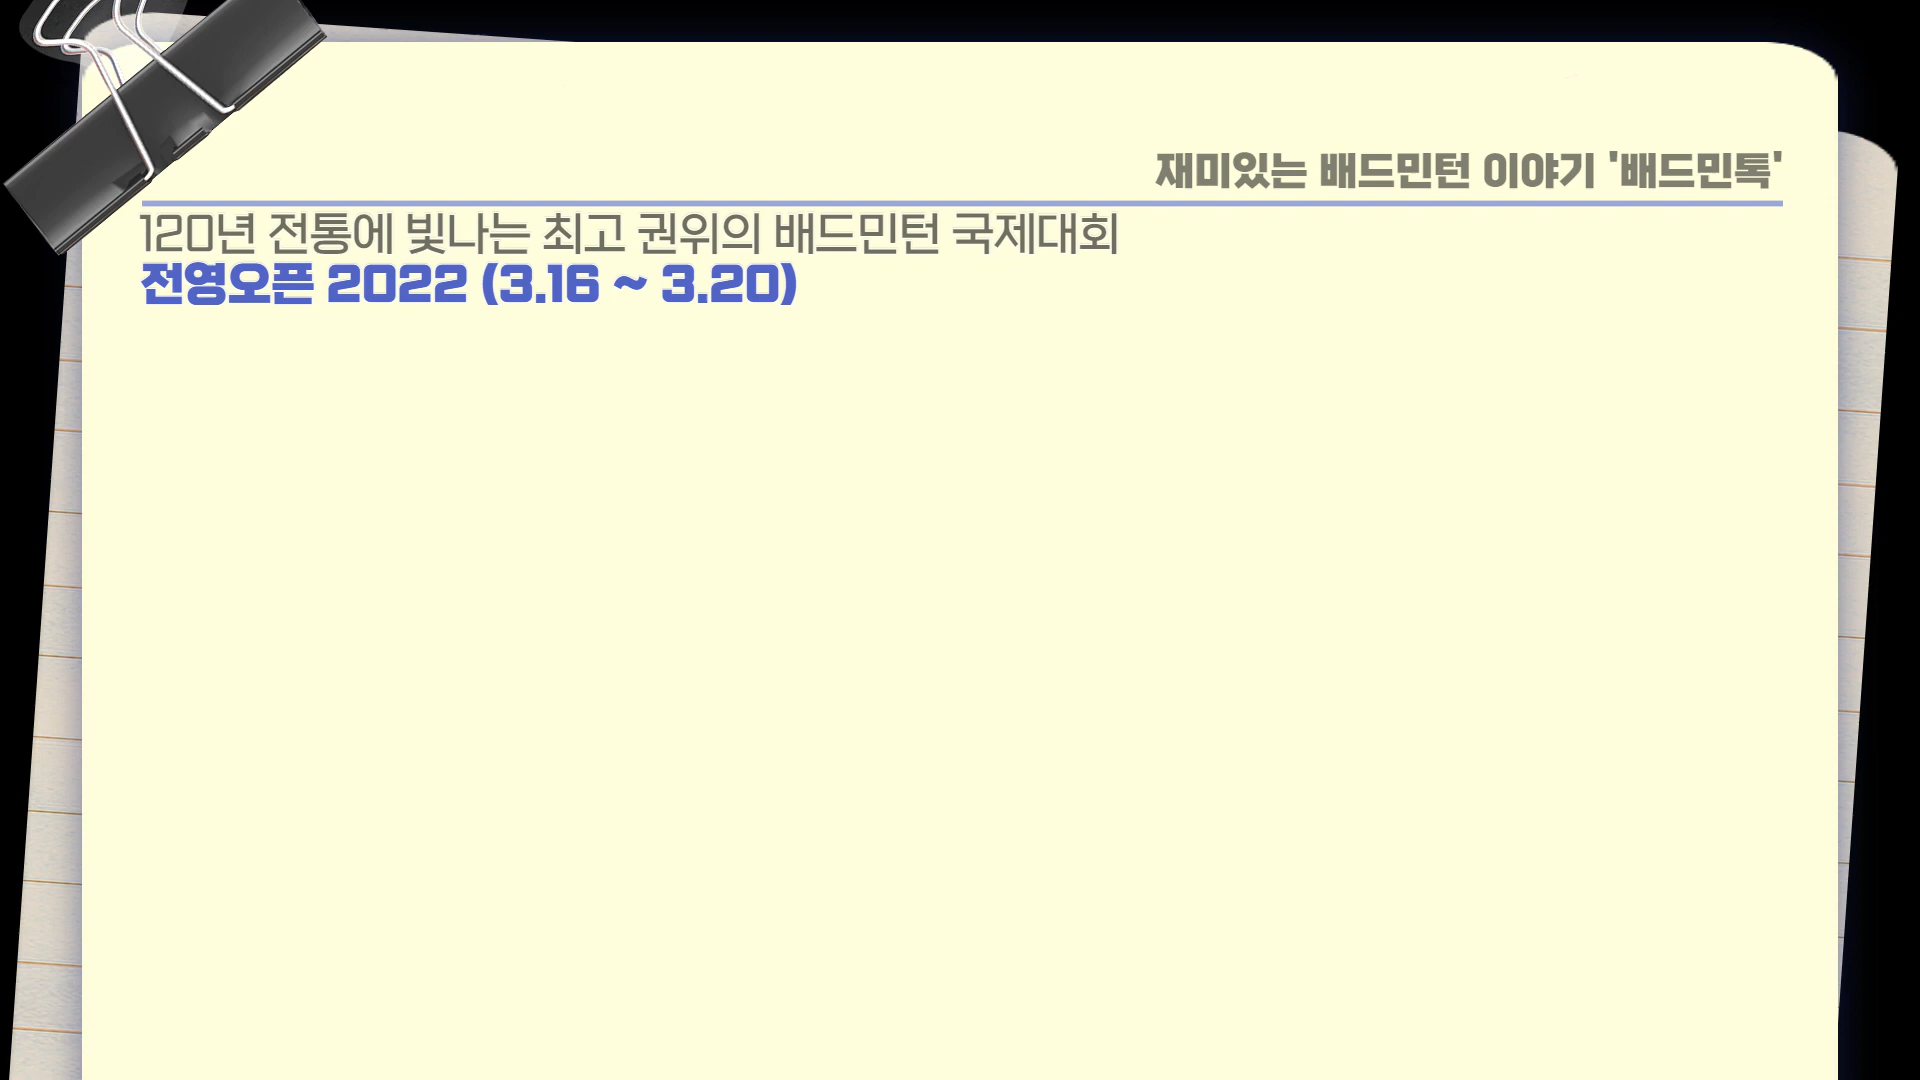 재미있는 배드민턴 이야기 '배드민톡'
120년 전통에 빛나는 최고 권위의 배드민턴 국제대회
전영오픈 2022 (3.16 ~ 3.20)